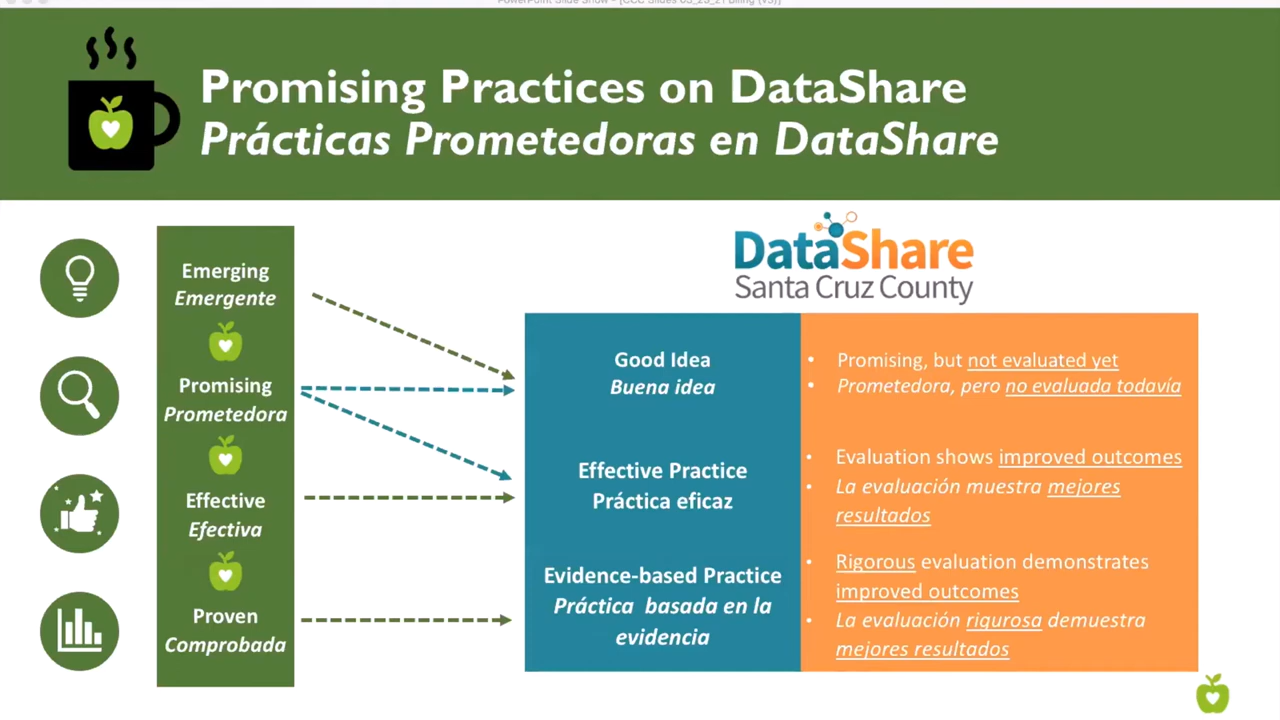 Promising Practices on DataShare
Prácticas Prometedoras en DataShare
DataShare
Santa Cruz County
Emerging
Emergente
Promising
Prometedora
Effective
Efectiva
Proven
Comprobada
Good Idea
Buena idea
• Promising, but not evaluated yet
• Prometedora, pero no evaluada todavía
Effective Practice
Práctica eficaz
• Evaluation shows improved outcomes
• La evaluación muestra mejores
resultados
Evidence-based Practice
Práctica basada en la
evidencia
• Rigorous evaluation demonstrates
improved outcomes
• La evaluación rigurosa demuestra
mejores resultados